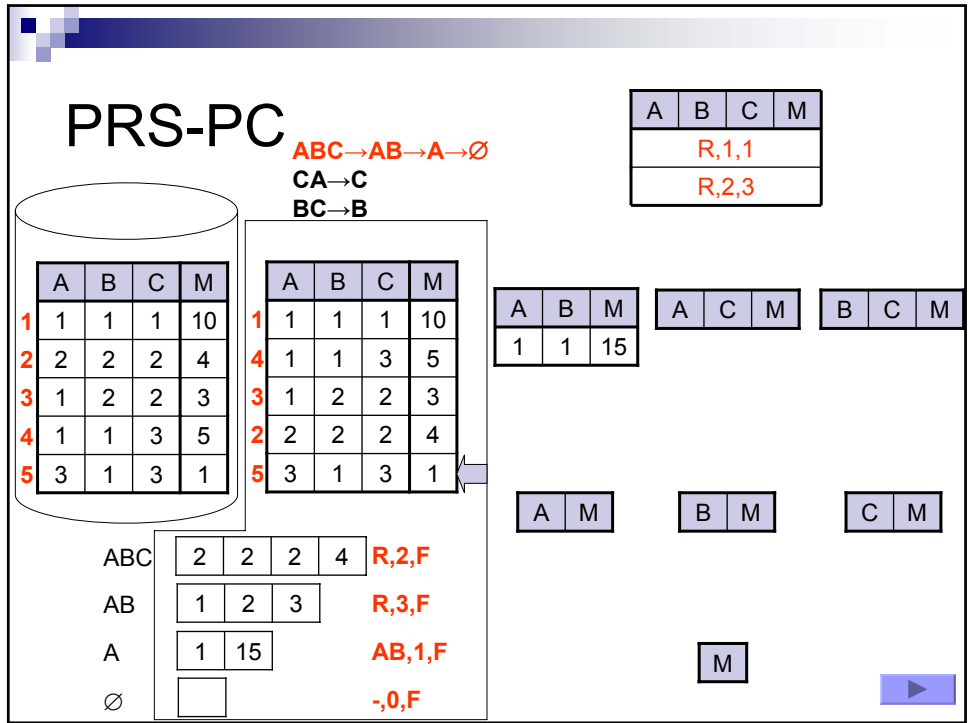 PRS-PC
ABC→AB→A→∅
CA→C
BC→B
A B C M
R,1,1
R,2,3
A B C M
1 1 1 1 10
2 2 2 2 4
3 1 2 2 3
4 1 1 3 5
5 3 1 3 1
A B C M
1 1 1 1 10
4 1 1 3 5
3 1 2 2 3
2 2 2 2 4
5 3 1 3 1
A B M
1 1 15
A C M
B C M
A M
B M
C M
M
ABC 2 2 2 4 R,2,F
AB 1 2 3 R,3,F
A 1 15 AB,1,F
∅ -,0,F